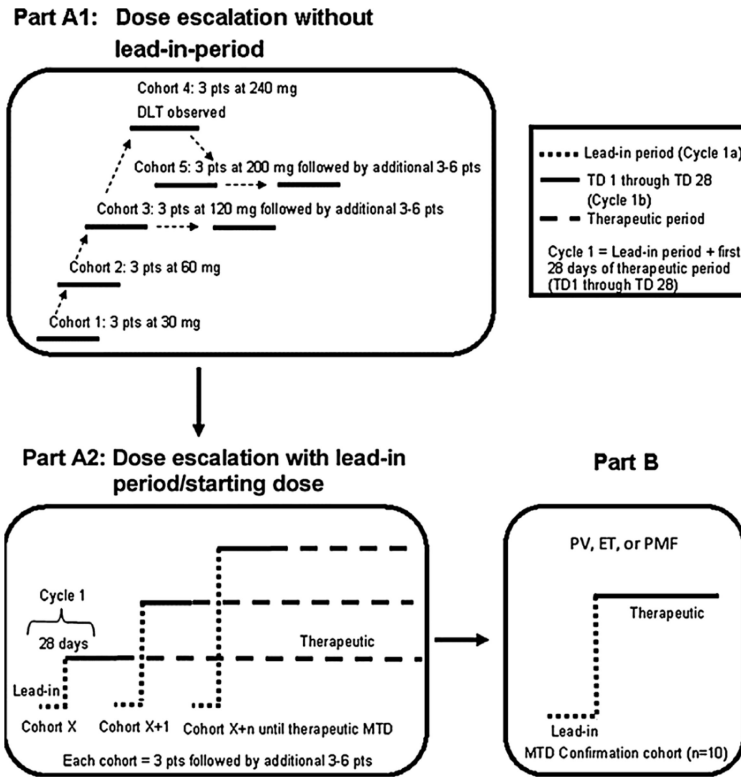 Part A1: Dose escalation without
lead-in-period
Cohort 4: 3 pts at 240 mg
DLT observed
Cohort 5: 3 pts at 200 mg followed by additional 3-6 pts
Cohort 3: 3 pts at 120 mg followed by additional 3-6 pts
Cohort 2: 3 pts at 60 mg
Cohort 1: 3 pts at 30 mg
Lead-in period (Cycle 1a)
TD 1 through TD 28
(Cycle 1b)
Therapeutic period
Cycle 1 = Lead-in period + first
28 days of therapeutic period
(TD1 through TD 28)
Part A2: Dose escalation with lead-in
period/starting dose
Cycle 1
28 days
Therapeutic
Lead-in
Cohort X
Cohort X+1
Cohort X+n until therapeutic MTD
Each cohort = 3 pts followed by additional 3-6 pts
Part B
PV, ET, or PMF
Therapeutic
Lead-in
MTD Confirmation cohort (n=10)